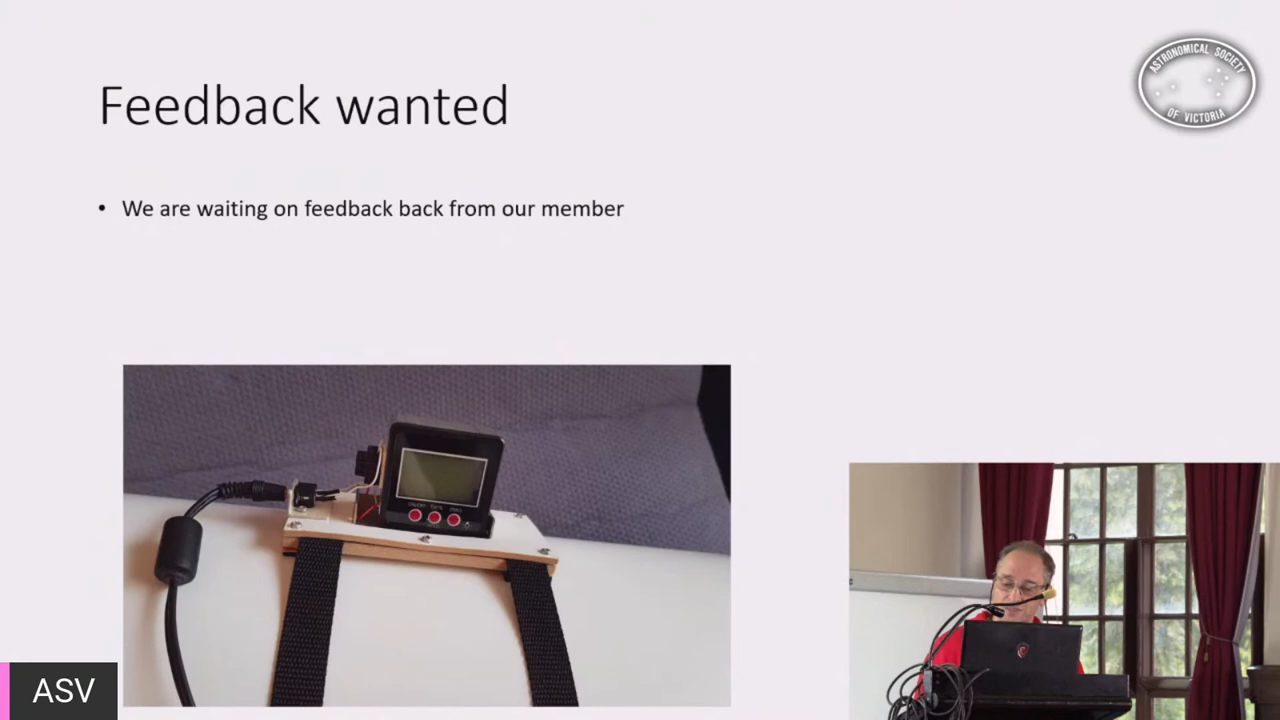 ASTRONOMICAL SOCIETY
OF VICTORIA
Feedback wanted
• We are waiting on feedback back from our member
ASV